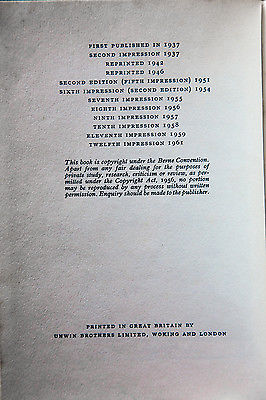 FIRST PUBLISHED IN 1937
SECOND IMPRESSION 1937
REPRINTED 1942
REPRINTED 1946
SECOND EDITION (FIFTH IMPRESSION) 1951
SIXTH IMPRESSION (SECOND EDITION) 1954
SEVENTH IMPRESSION 1955
EIGHTH IMPRESSION 1956
NINTH IMPRESSION 1957
TENTH IMPRESSION 1958
ELEVENTH IMPRESSION 1959
TWELFTH IMPRESSION 1961
This book is copyright under the Berne Convention.
Apart from any fair dealing for the purposes of
private study, research, criticism or review, as per-
mitted under the Copyright Act, 1956, no portion
may be reproduced by any process without written
permission. Enquiry should be made to the publisher.
PRINTED IN GREAT BRITAIN BY
UNWIN BROTHERS LIMITED, WOKING AND LONDON